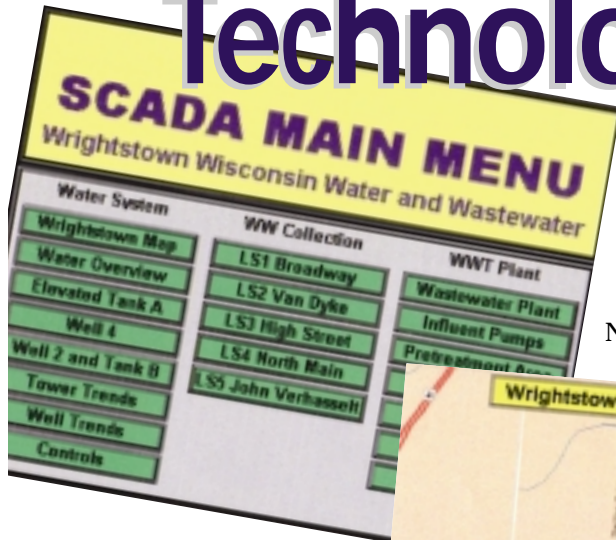 Technolo
SCADA MAIN MENU
Wrightstown Wisconsin Water and Wastewater
Water System
Wrightstown Map
Water Overview
Elevated Tank A
Well 4
Well 2 and Tank B
Tower Trends
Well Trends
Controls
WW Collection
LS1 Broadway
LS2 Van Dyke
LS3 High Street
LS4 North Main
LS5 John Verhasselt
WWT Plant
Wastewater Plant
Influent Pumps
Pretreatment Area
N
Wrightstow